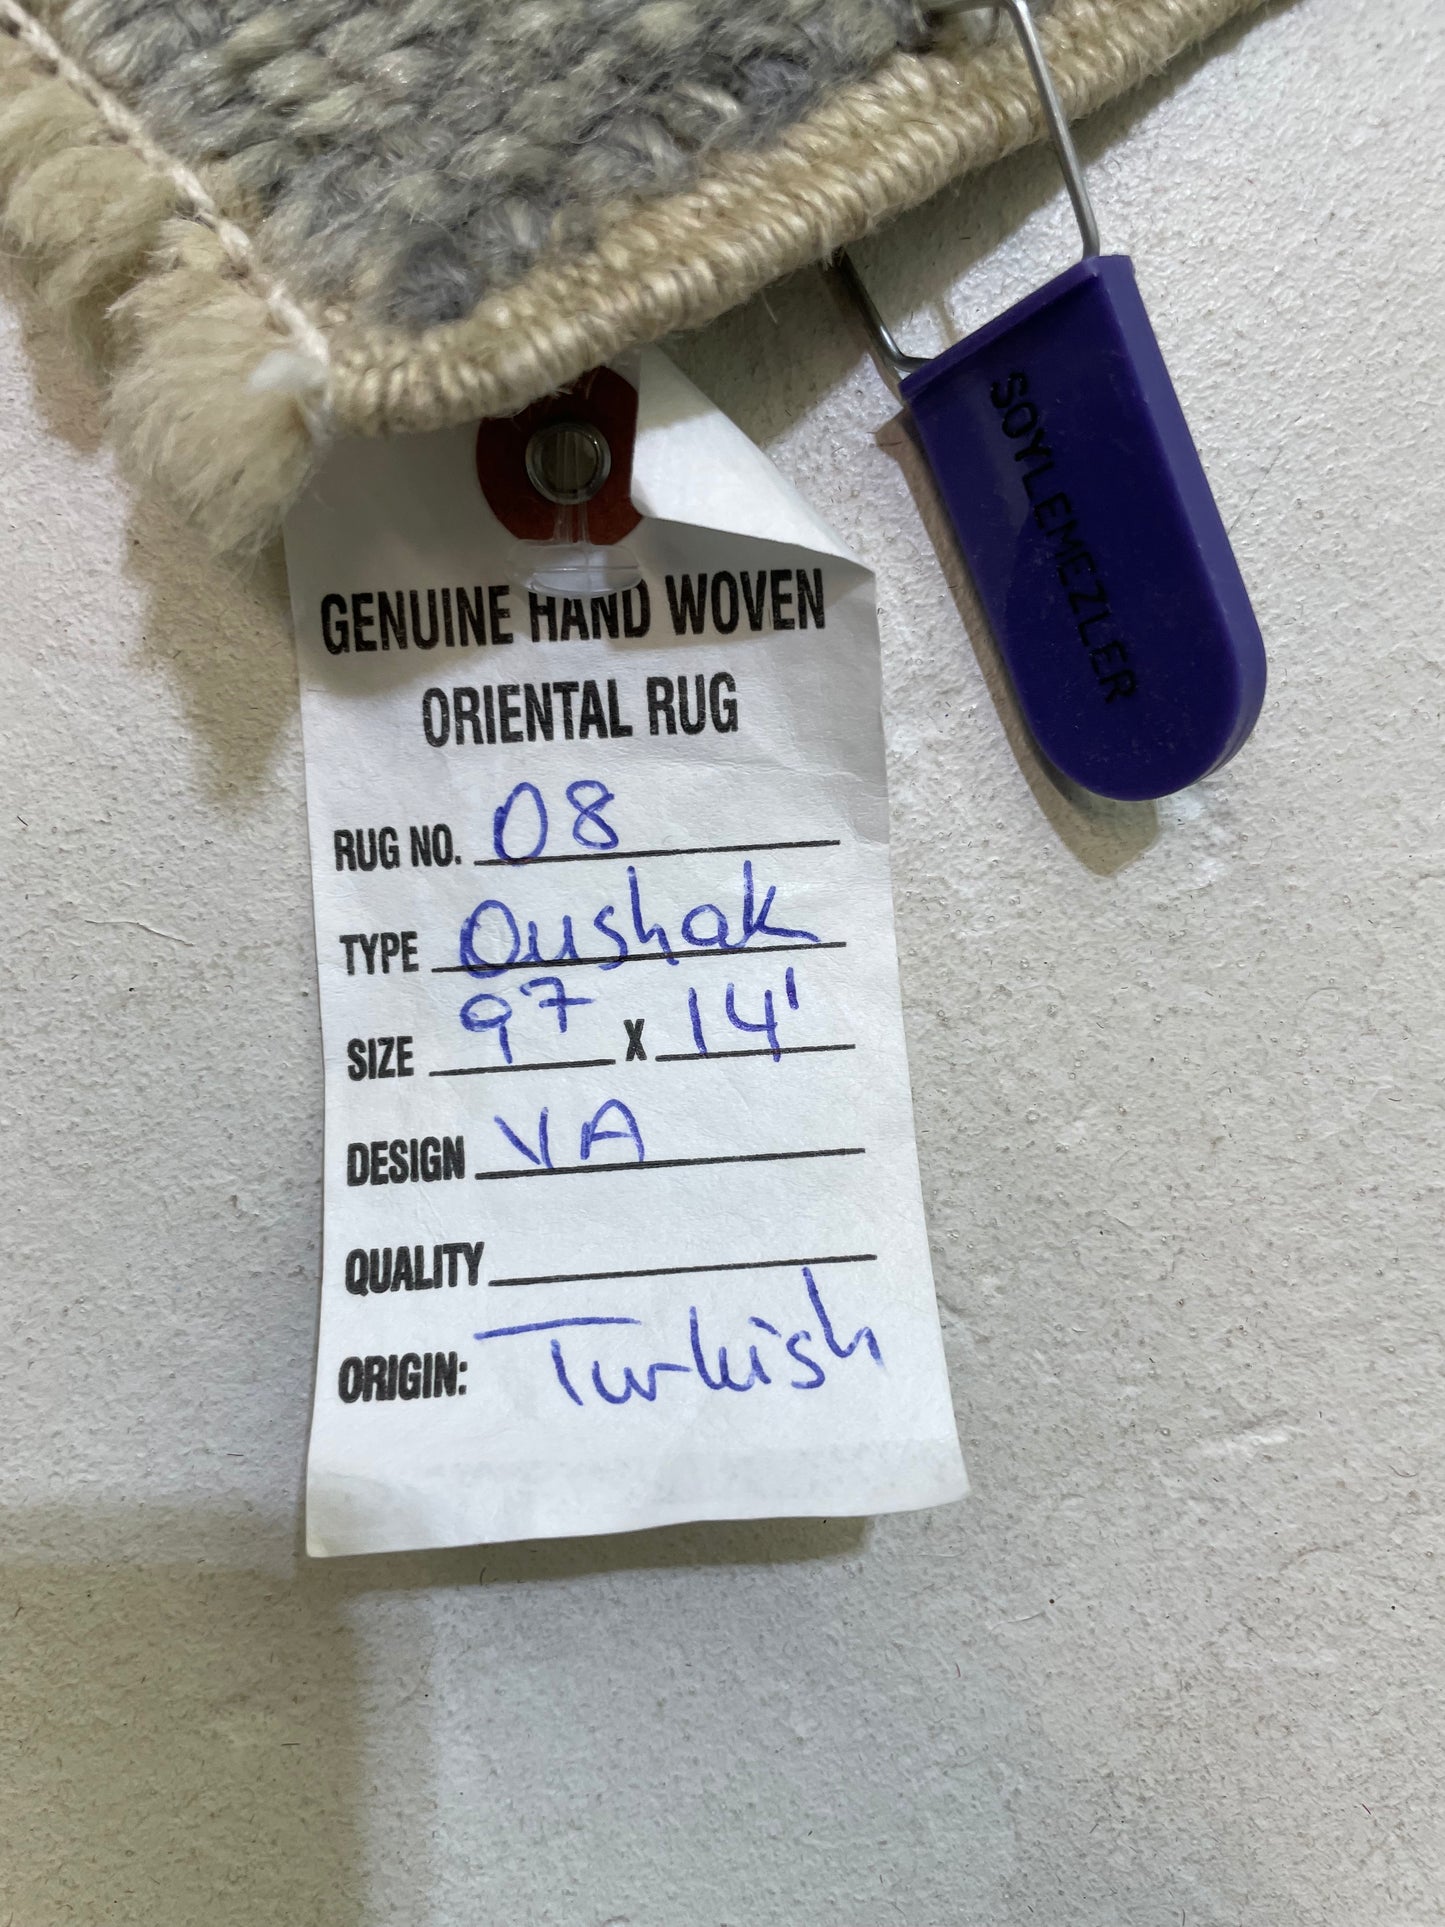 GENUINE HAND WOVEN
ORIENTAL RUG
RUG NO. 08
TYPE Oushak
SIZE 97 X 14'
DESIGN VA
QUALITY
ORIGIN: Turkish
SOYLEMEZLER